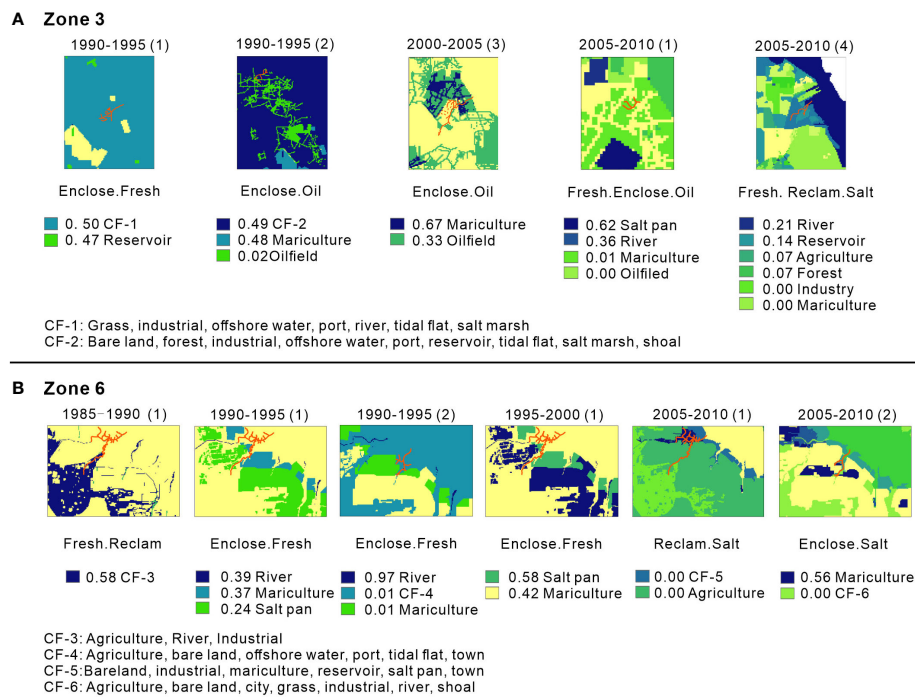 A Zone 3
1990-1995 (1) 1990-1995 (2) 2000-2005 (3) 2005-2010 (1) 2005-2010 (4)
Enclose.Fresh Enclose.Oil Enclose.Oil Fresh.Enclose.Oil Fresh. Reclam.Salt
0. 50 CF-1
0. 47 Reservoir
0.49 CF-2
0.48 Mariculture
0.02Oilfield
0.67 Mariculture
0.33 Oilfield
0.62 Salt pan
0.36 River
0.01 Mariculture
0.00 Oilfiled
0.21 River
0.14 Reservoir
0.07 Agriculture
0.07 Forest
0.00 Industry
0.00 Mariculture
CF-1: Grass, industrial, offshore water, port, river, tidal flat, salt marsh
CF-2: Bare land, forest, industrial, offshore water, port, reservoir, tidal flat, salt marsh, shoal
B Zone 6
1985-1990 (1) 1990-1995 (1) 1990-1995 (2) 1995-2000 (1) 2005-2010 (1) 2005-2010 (2)
Fresh.Reclam Enclose.Fresh Enclose.Fresh Enclose.Fresh Reclam.Salt Enclose.Salt
0.58 CF-3
0.39 River
0.37 Mariculture
0.24 Salt pan
0.97 River
0.01 CF-4
0.01 Mariculture
0.58 Salt pan
0.42 Mariculture
0.00 CF-5
0.00 Agriculture
0.56 Mariculture
0.00 CF-6
CF-3: Agriculture, River, Industrial
CF-4: Agriculture, bare land, offshore water, port, tidal flat, town
CF-5:Bareland, industrial, mariculture, reservoir, salt pan, town
CF-6: Agriculture, bare land, city, grass, industrial, river, shoal